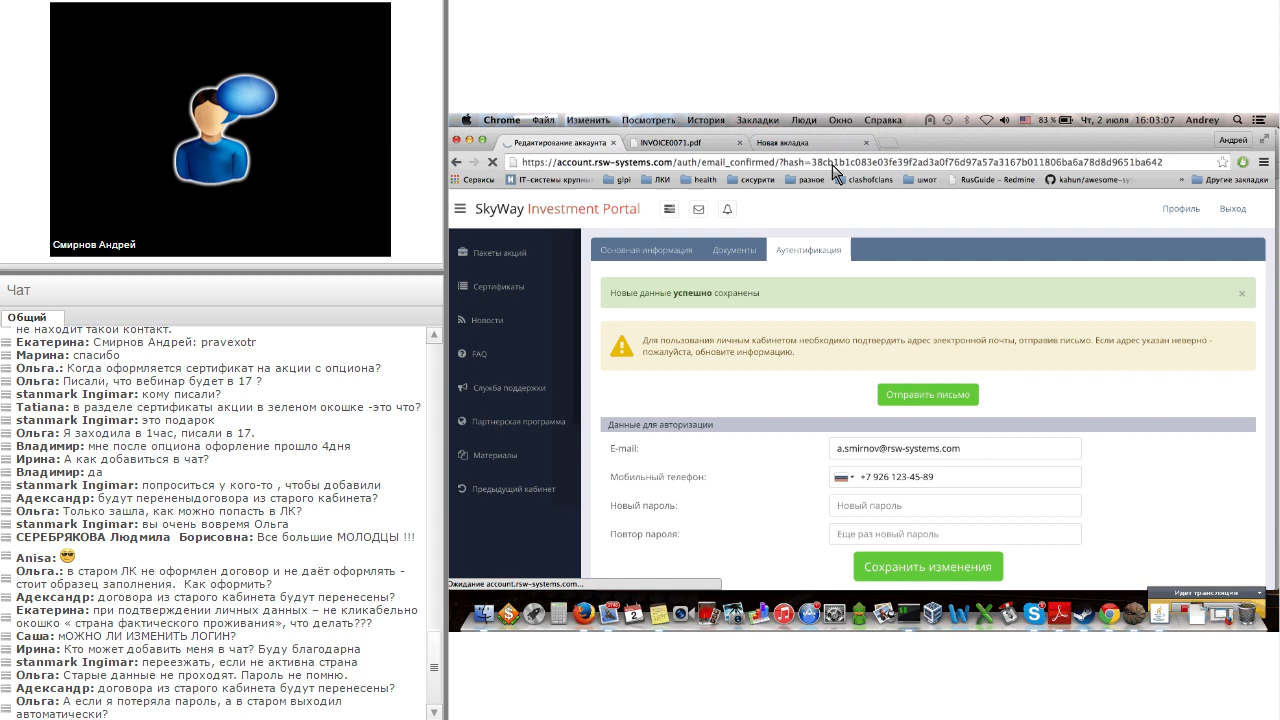 Смирнов Андрей
Чат
Общий
не находит такой контакт.
Екатерина: Смирнов Андрей: pravexotr
Марина: спасибо
Ольга.: Когда оформляется сертификат на акции с опциона?
Ольга: Писали, что вебинар будет в 17 ?
stanmark Ingimar: кому писали?
Tatiana: в разделе сертификаты акции в зеленом окошке -это что?
stanmark Ingimar: это подарок
Ольга: Я заходила в 1час, писали в 17.
Владимир: мне после опциона офорление прошло 4дня
Ирина: А как добавиться в чат?
Владимир: да
stanmark Ingimar: попроситься у кого-то , чтобы добавили
Адександр: будут перененыдоговора из старого кабинета?
Ольга: Только зашла, как можно попасть в ЛК?
stanmark Ingimar: вы очень вовремя Ольга
СЕРЕБРЯКОВА Людмила Борисовна: Все большие МОЛОДЦЫ !!!
Anisa:
Ольга.: в старом ЛК не оформлен договор и не даёт оформлять -
стоит образец заполнения. Как оформить?
Адександр: договора из старого кабинета будут перенесены?
Екатерина: при подтверждении личных данных – не кликабельно
окошко « страна фактического проживания», что делать???
Саша: мОЖНО ЛИ ИЗМЕНИТЬ ЛОГИН?
Ирина: Кто может добавить меня в чат? Буду благодарна
stanmark Ingimar: переезжать, если не активна страна
Ольга: Старые данные не проходят. Пароль не помню.
Адександр: договора из старого кабинета будут перенесены?
Ольга: А если я потеряла пароль, а в старом выходил
автоматически?
Chrome Файл Изменить Посмотреть История Закладки Люди Окно Справка 83 % Чт, 2 июля 16:03:07 Andrey
Редактирование аккаунта INVOICE0071.pdf Новая вкладка Андрей
https://account.rsw-systems.com/auth/email_confirmed/?hash=38cb1b1c083e03fe39f2ad3a0f76d97a57a3167b011806ba6a78d8d9651ba642
Сервисы IT-системы крупны gipi ЛКИ health сисурити разное clashofclans шмот RusGuide - Redmine kahun/awesome-sy » Другие закладки
SkyWay Investment Portal Профиль Выход
Пакеты акций
Сертификаты
Новости
FAQ
Служба поддержки
Партнерская программа
Материалы
Предыдущий кабинет
Основная информация Документы Аутентификация
Новые данные успешно сохранены ×
Для пользования личным кабинетом необходимо подтвердить адрес электронной почты, отправив письмо. Если адрес указан неверно -
пожалуйста, обновите информацию.
Отправить письмо
Данные для авторизации
E-mail: a.smirnov@rsw-systems.com
Мобильный телефон: +7 926 123-45-89
Новый пароль: Новый пароль
Повтор пароля: Еще раз новый пароль
Сохранить изменения
Ожидание account.rsw-systems.com...
Идет трансляция